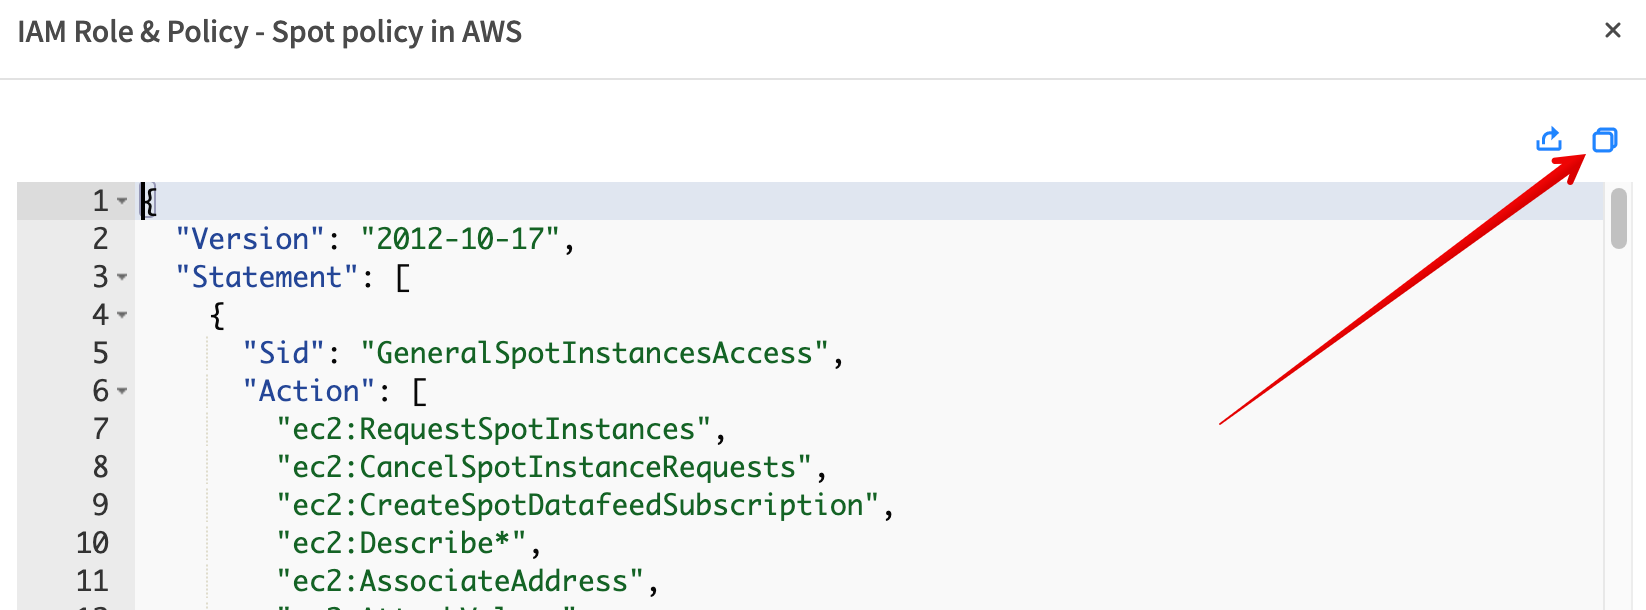 IAM Role & Policy - Spot policy in AWS
1 {
2 "Version": "2012-10-17",
3 "Statement": [
4 {
5 "Sid": "GeneralSpotInstancesAccess",
6 "Action": [
7 "ec2:RequestSpotInstances",
8 "ec2:CancelSpotInstanceRequests",
9 "ec2:CreateSpotDatafeedSubscription",
10 "ec2:Describe*",
11 "ec2:AssociateAddress",